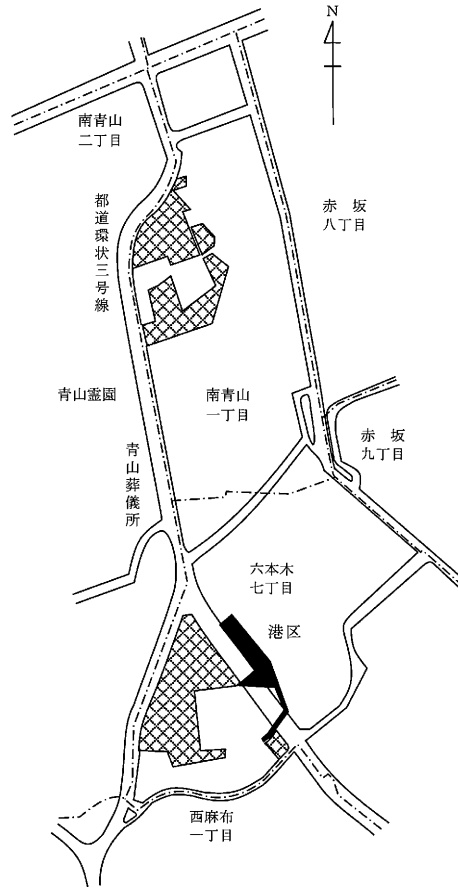 N
南青山
二丁目
都道環状三号線
赤坂
八丁目
青山霊園
南青山
一丁目
青山葬儀所
赤坂
九丁目
六本木
七丁目
港区
西麻布
一丁目